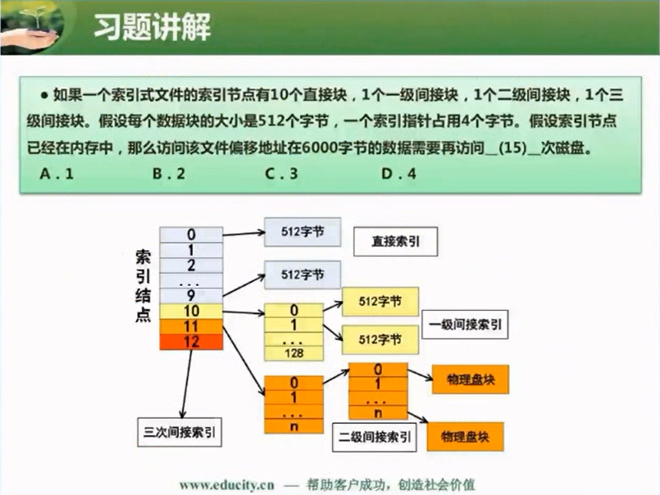 习题讲解
● 如果一个索引式文件的索引节点有10个直接块，1个一级间接块，1个二级间接块，1个三
级间接块。假设每个数据块的大小是512个字节，一个索引指针占用4个字节。假设索引节点
已经在内存中，那么访问该文件偏移地址在6000字节的数据需要再访问__(15)__次磁盘。
A．1 B．2 C．3 D．4
索引结点
0
1
2
...
9
10
11
12
512字节
512字节
直接索引
0
1
...
128
512字节
512字节
一级间接索引
0
1
...
n
0
1
...
n
物理盘块
物理盘块
二级间接索引
三次间接索引
www.educity.cn — 帮助客户成功，创造社会价值